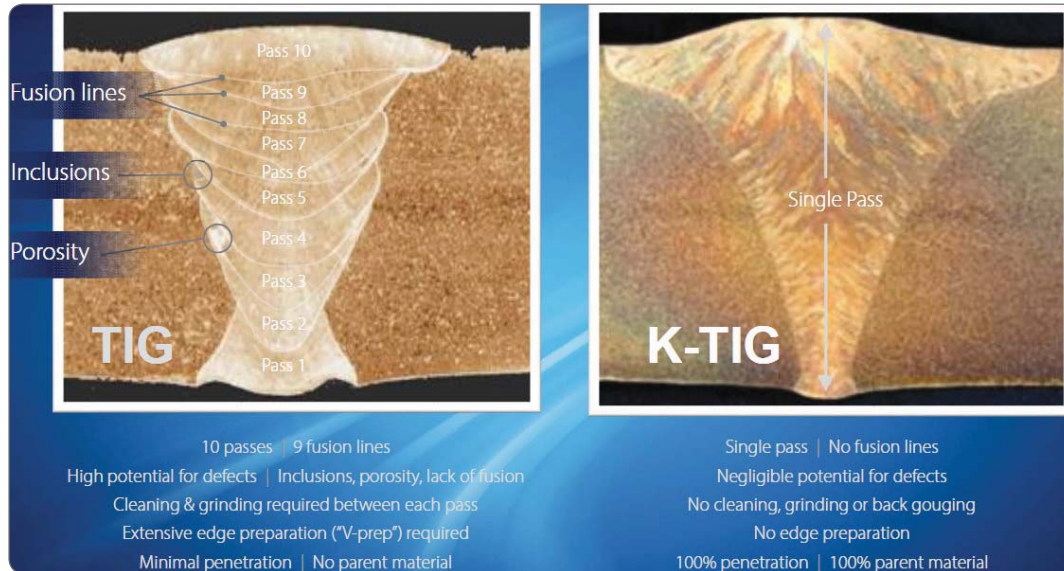 Pass 10
Fusion lines
Pass 9
Pass 8
Pass 7
Inclusions
Pass 6
Pass 5
Porosity
Pass 4
Pass 3
Pass 2
TIG
Pass 1
Single Pass
K-TIG
10 passes | 9 fusion lines
High potential for defects | Inclusions, porosity, lack of fusion
Cleaning & grinding required between each pass
Extensive edge preparation ("V-prep") required
Minimal penetration | No parent material
Single pass | No fusion lines
Negligible potential for defects
No cleaning, grinding or back gouging
No edge preparation
100% penetration | 100% parent material